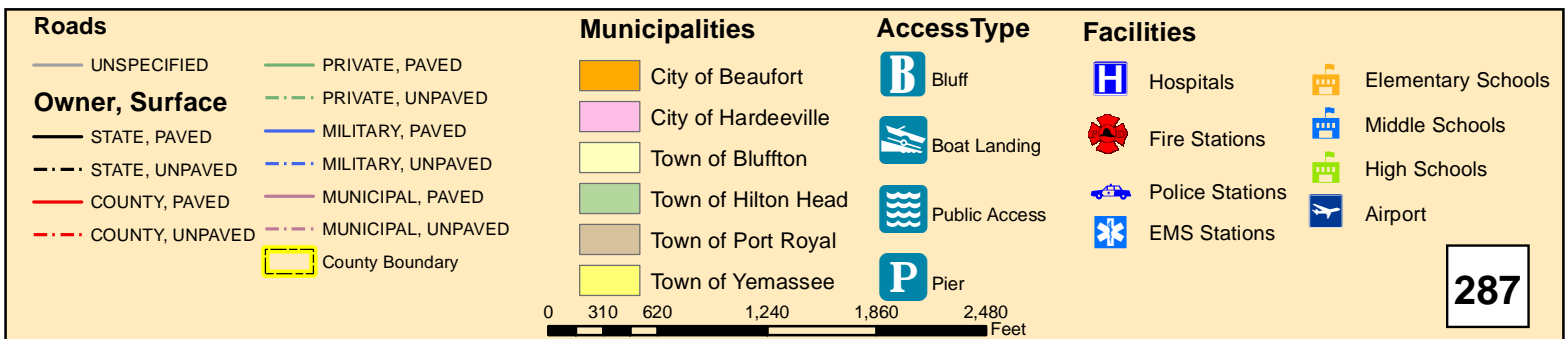 Roads
UNSPECIFIED
Owner, Surface
STATE, PAVED
STATE, UNPAVED
COUNTY, PAVED
COUNTY, UNPAVED
PRIVATE, PAVED
PRIVATE, UNPAVED
MILITARY, PAVED
MILITARY, UNPAVED
MUNICIPAL, PAVED
MUNICIPAL, UNPAVED
County Boundary
Municipalities
City of Beaufort
City of Hardeeville
Town of Bluffton
Town of Hilton Head
Town of Port Royal
Town of Yemassee
0 310 620 1,240 1,860 2,480
Feet
AccessType
B Bluff
Boat Landing
Public Access
P Pier
Facilities
H Hospitals
Fire Stations
Police Stations
EMS Stations
Elementary Schools
Middle Schools
High Schools
Airport
287